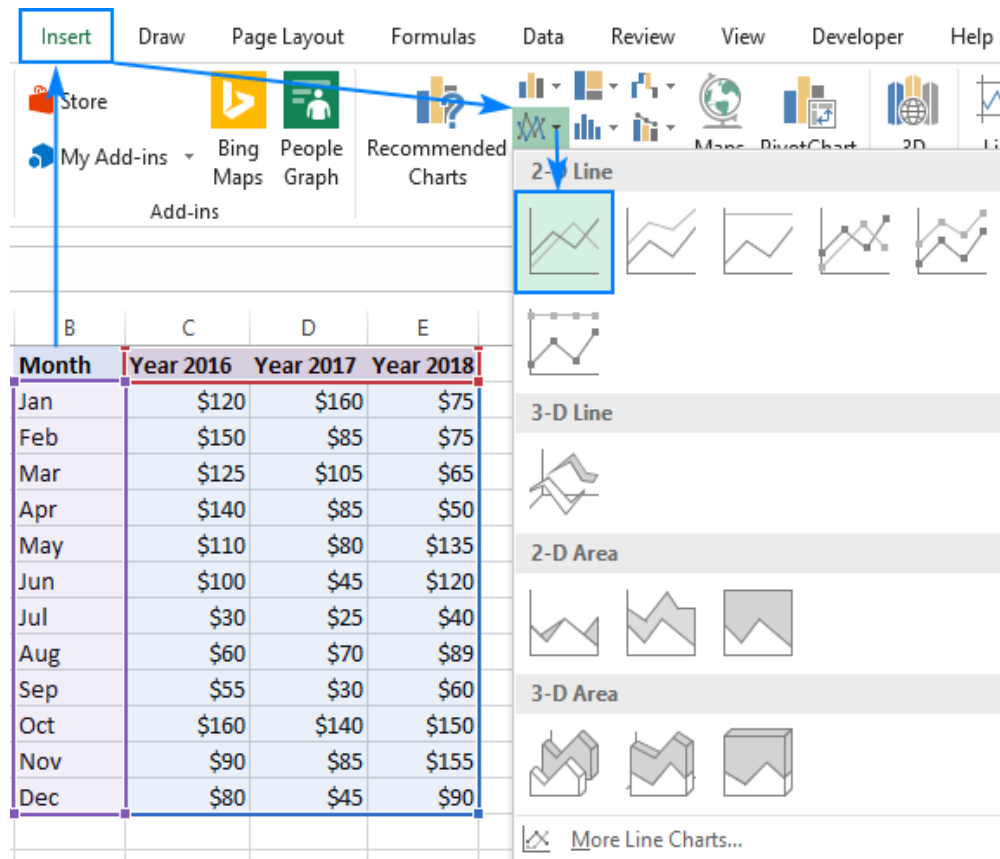 Insert Draw Page Layout Formulas Data Review View Developer Help
Store
My Add-ins
Bing Maps
People Graph
Recommended Charts
Maps PivotChart 3D
Add-ins
2-D Line
3-D Line
2-D Area
3-D Area
More Line Charts...
B C D E
Month Year 2016 Year 2017 Year 2018
Jan $120 $160 $75
Feb $150 $85 $75
Mar $125 $105 $65
Apr $140 $85 $50
May $110 $80 $135
Jun $100 $45 $120
Jul $30 $25 $40
Aug $60 $70 $89
Sep $55 $30 $60
Oct $160 $140 $150
Nov $90 $85 $155
Dec $80 $45 $90